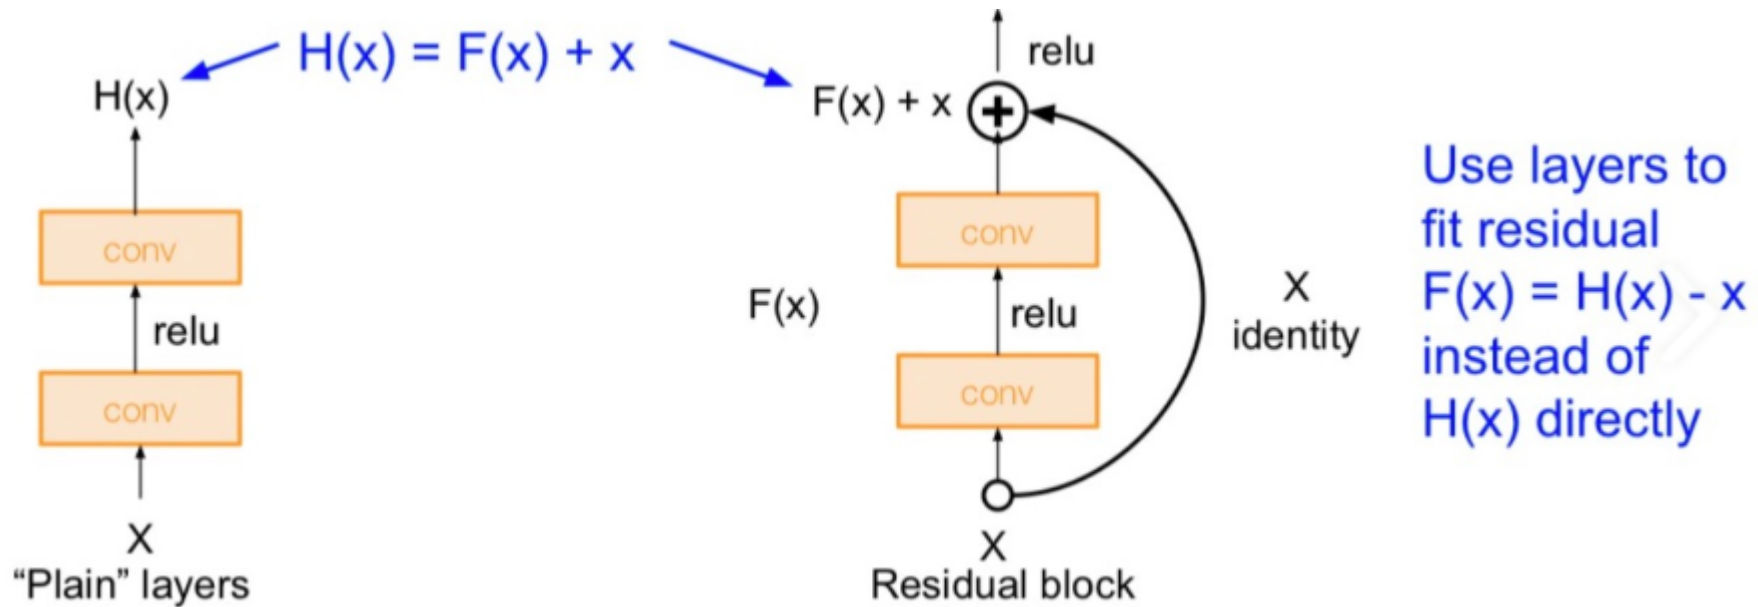 H(x) = F(x) + x
H(x)
conv
relu
conv
X
“Plain” layers
relu
F(x) + x
+
conv
F(x)
relu
conv
X
identity
X
Residual block
Use layers to
fit residual
F(x) = H(x) - x
instead of
H(x) directly